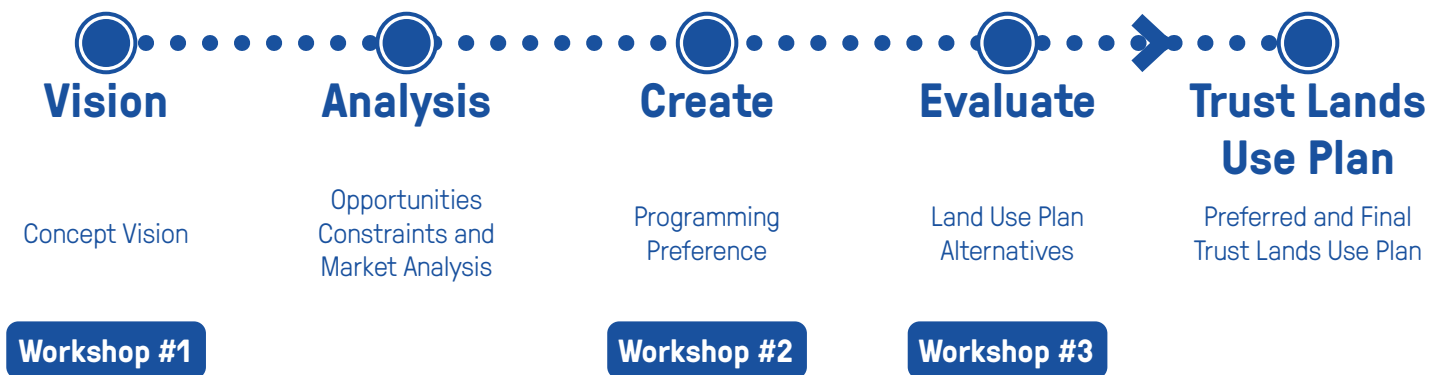 Vision
Concept Vision
Workshop #1
Analysis
Opportunities
Constraints and
Market Analysis
Create
Programming
Preference
Workshop #2
Evaluate
Land Use Plan
Alternatives
Workshop #3
Trust Lands
Use Plan
Preferred and Final
Trust Lands Use Plan